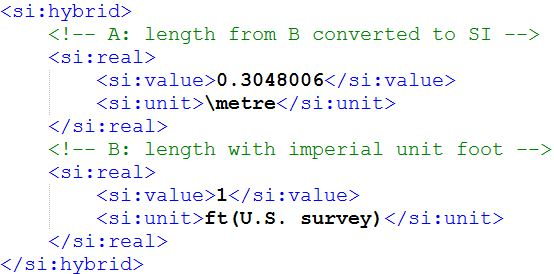 <si:hybrid>
<!-- A: length from B converted to SI -->
<si:real>
<si:value>0.3048006</si:value>
<si:unit>\metre</si:unit>
</si:real>
<!-- B: length with imperial unit foot -->
<si:real>
<si:value>1</si:value>
<si:unit>ft(U.S. survey)</si:unit>
</si:real>
</si:hybrid>